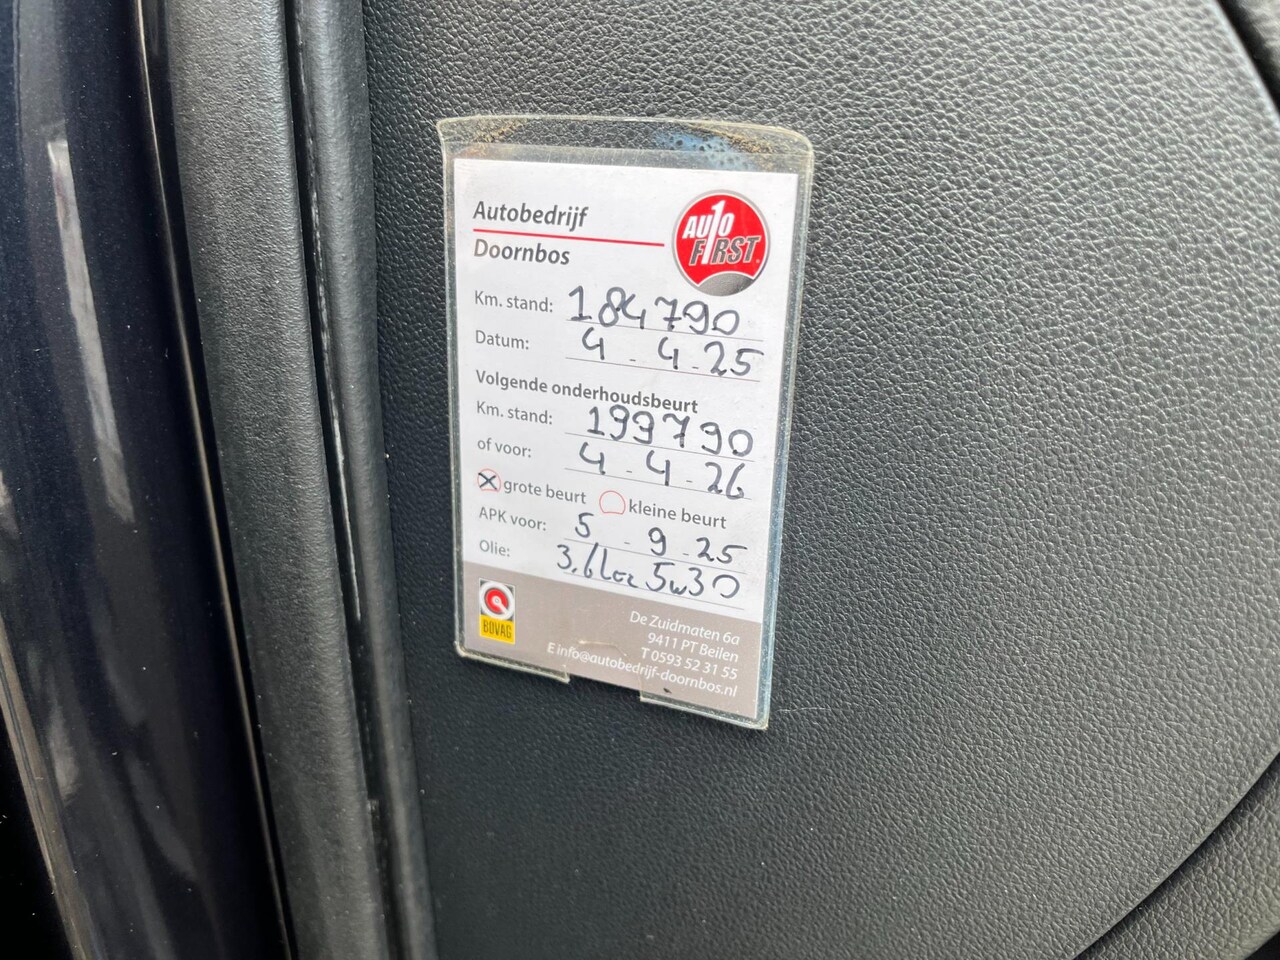 Autobedrijf
Doornbos
AUTO 1 FIRST
Km. stand: 184790
Datum: 4 - 4 - 25
Volgende onderhoudsbeurt
Km. stand: 199790
of voor: 4 - 4 - 26
grote beurt kleine beurt
APK voor: 5 - 9 - 25
Olie: 5w30
BOVAG
De Zuidmaten 6a
9411 PT Beilen
T 0593 52 31 55
E info@autobedrijf-doornbos.nl